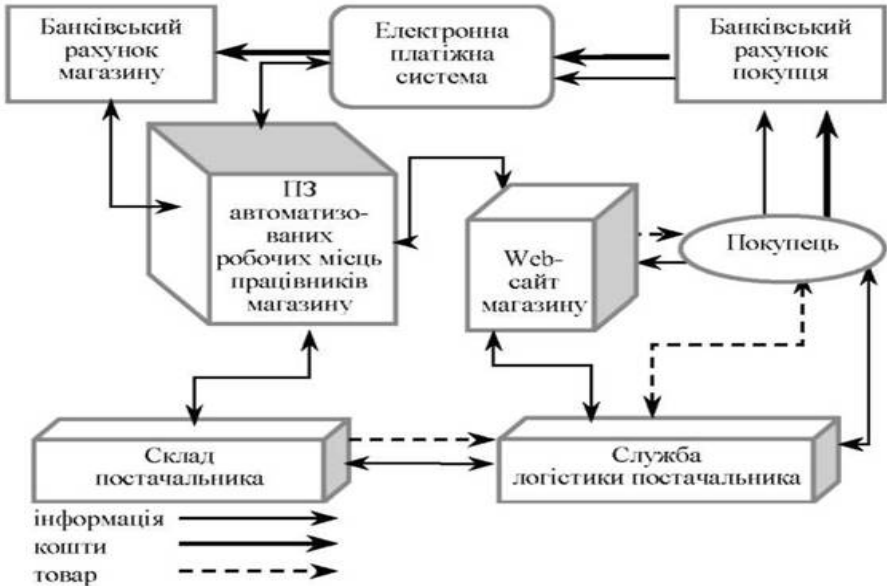 Банківський
рахунок
магазину
Електронна
платіжна
система
Банківський
рахунок
покупця
ПЗ
автоматизо-
ваних
робочих місць
працівників
магазину
Web-
сайт
магазину
Покупець
Склад
постачальника
Служба
логістики постачальника
інформація
кошти
товар